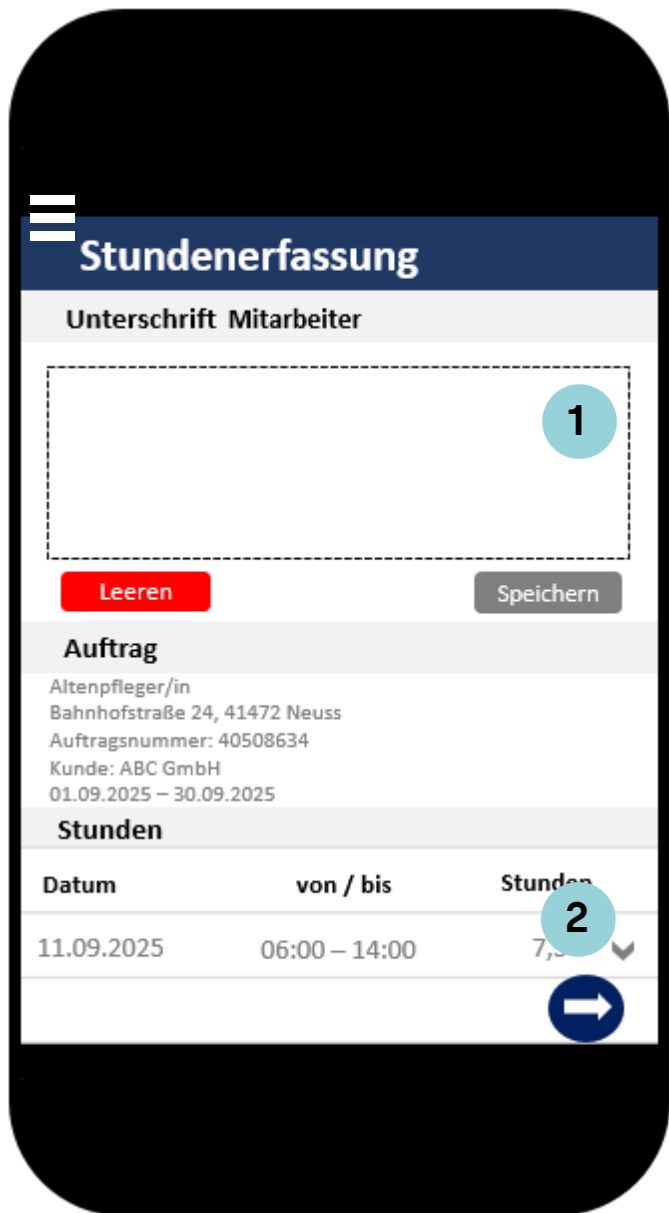 Stundenerfassung
Unterschrift Mitarbeiter
1
Leeren
Speichern
Auftrag
Altenpfleger/in
Bahnhofstraße 24, 41472 Neuss
Auftragsnummer: 40508634
Kunde: ABC GmbH
01.09.2025 – 30.09.2025
Stunden
Datum von / bis Stunden
2
11.09.2025 06:00 – 14:00